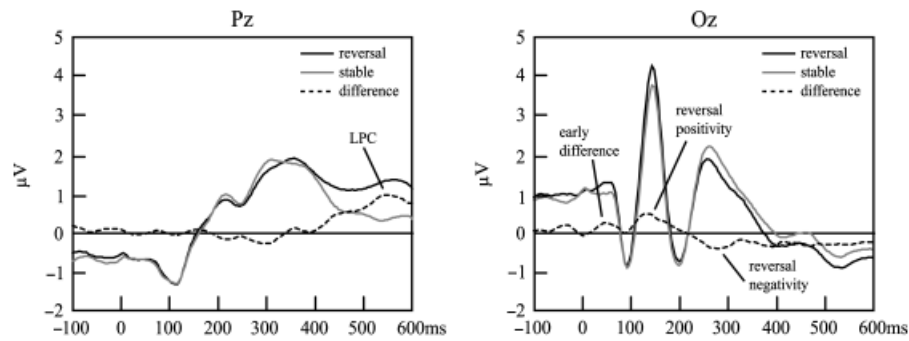 Pz
5
4
3
2
1
0
−1
−2
µV
reversal
stable
difference
LPC
−100 0 100 200 300 400 500 600ms
Oz
5
4
3
2
1
0
−1
−2
µV
reversal
stable
difference
early
difference
reversal
positivity
reversal
negativity
−100 0 100 200 300 400 500 600ms